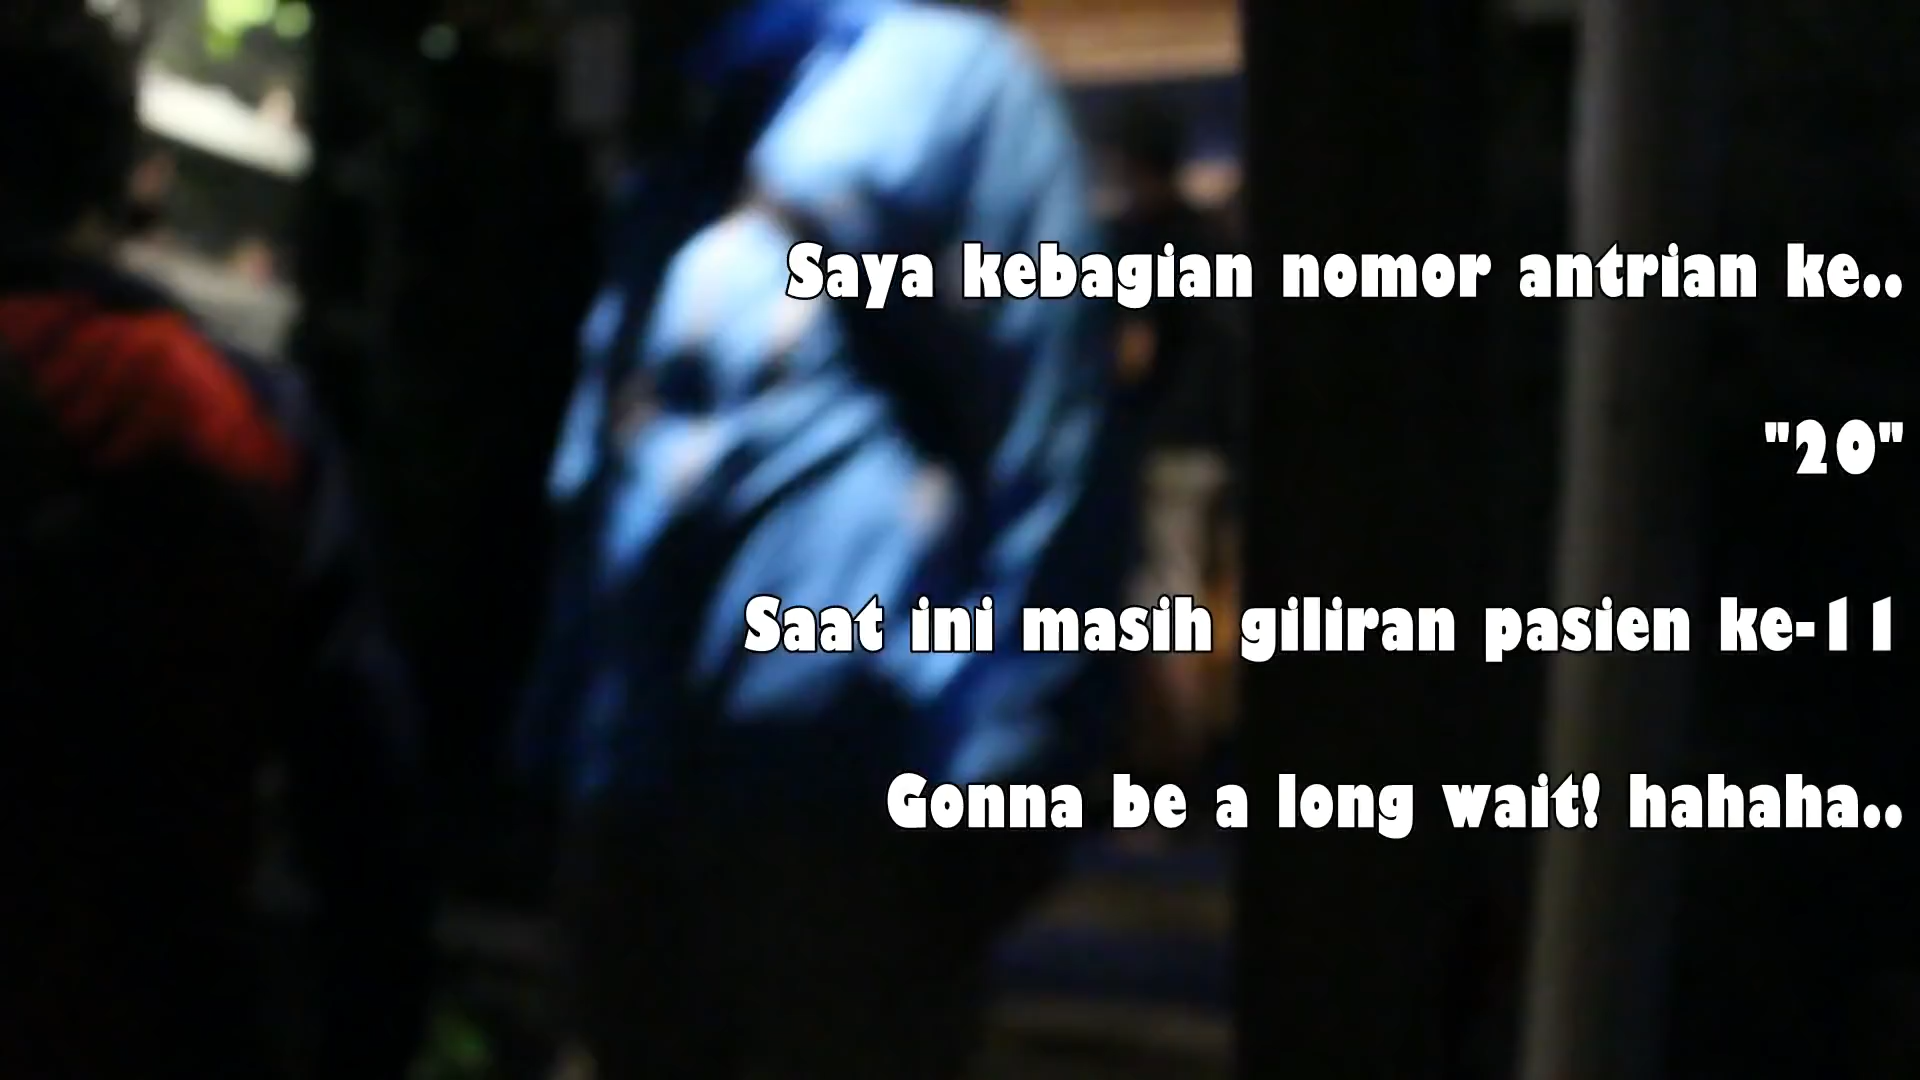 Saya kebagian nomor antrian ke..
"20"
Saat ini masih giliran pasien ke-11
Gonna be a long wait! hahaha..